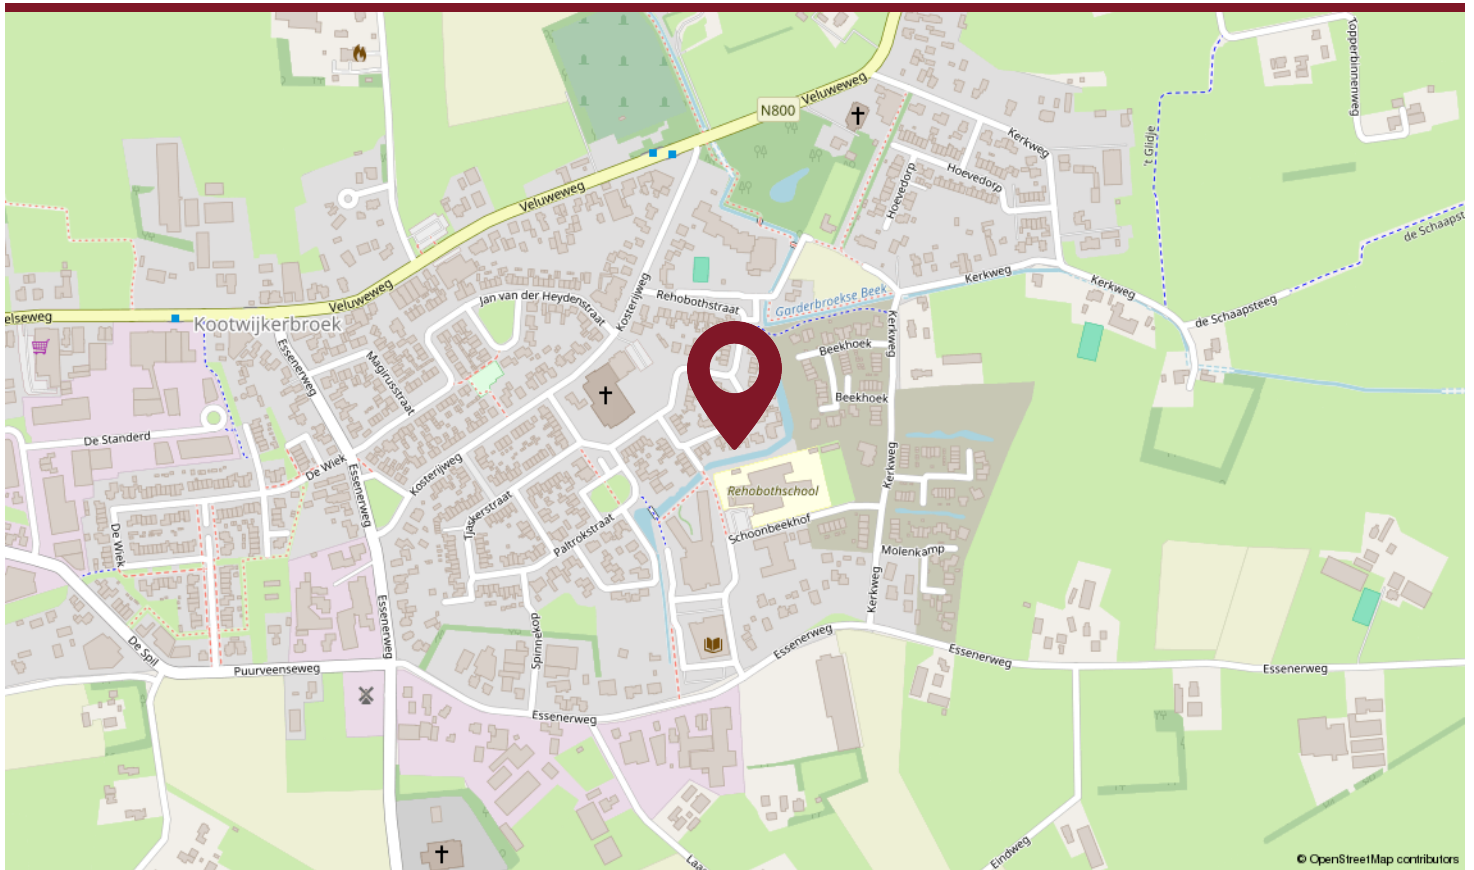 Topperbinnenweg
Veluweweg
N800
Kerkweg
't Glidje
Hoevedorp
Hoevedorp
Veluweweg
de Schaapst
Kerkweg
Kerkweg
Garderbroekse Beek
Rehobothstraat
Jan van der Heydenstraat
Kosterijweg
Veluweweg
elseweg
Kootwijkerbroek
de Schaapsteeg
Kerkweg
Beekhoek
Essenerweg
Magirusstraat
Beekhoek
De Standerd
De Wiek
Kosterijweg
Kerkweg
Essenerweg
Rehobothschool
Tjaskerstraat
Paltrokstraat
Schoonbeekhof
De Wiek
Molenkamp
Kerkweg
Essenerweg
Spinnekop
De Spil
Essenerweg
Essenerweg
Puurveenseweg
Essenerweg
Essenerweg
Eindweg
Laa
© OpenStreetMap contributors